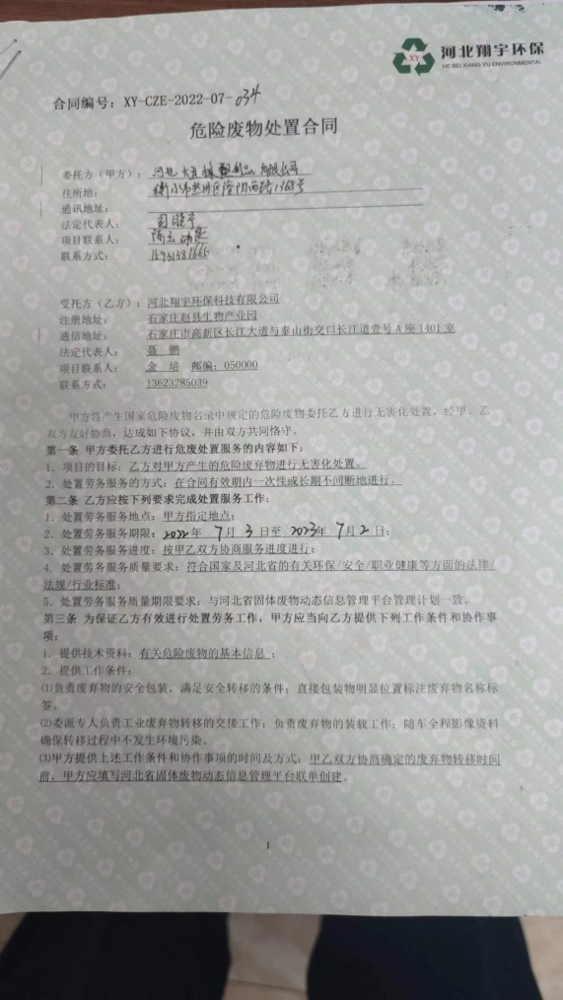 XY
河北翔宇环保
HE BEI XIANG YU ENVIRONMENTAL
合同编号：XY-CZE-2022-07-034
危险废物处置合同
委托方（甲方）：河北 有限公司
住所地：衡水市
通讯地址：
法定代表人：
项目联系人：
联系方式：
受托方（乙方）：河北翔宇环保科技有限公司
注册地址：石家庄赵县生物产业园
通信地址：石家庄市高新区长江大道与泰山街交口长江道壹号 A 座 1401 室
法定代表人：聂 鹏
项目联系人：金 培 邮编：050000
联系方式：13623285039
甲方将产生国家危险废物名录中规定的危险废物委托乙方进行无害化处置，经甲、乙
双方友好协商，达成如下协议，并由双方共同恪守。
第一条 甲方委托乙方进行危废处置服务的内容如下：
1．项目的目标：乙方对甲方产生的危险废弃物进行无害化处置。
2．处置劳务服务的方式：在合同有效期内一次性或长期不间断地进行。
第二条 乙方应按下列要求完成处置服务工作：
1．处置劳务服务地点：甲方指定地点；
2．处置劳务服务期限：2022年 7月 3日至 2023年 7月2日；
3．处置劳务服务进度：按甲乙双方协商服务进度进行；
4．处置劳务服务质量要求：符合国家及河北省的有关环保/安全/职业健康等方面的法律/
法规/行业标准；
5．处置劳务服务质量期限要求：与河北省固体废物动态信息管理平台管理计划一致。
第三条 为保证乙方有效进行处置劳务工作，甲方应当向乙方提供下列工作条件和协作事
项：
1．提供技术资料：有关危险废物的基本信息；
2．提供工作条件：
⑴负责废弃物的安全包装，满足安全转移的条件；直接包装物明显位置标注废弃物名称标
签。
⑵委派专人负责工业废弃物转移的交接工作；负责废弃物的装载工作；随车全程影像资料
确保转移过程中不发生环境污染。
⑶甲方提供上述工作条件和协作事项的时间及方式：甲乙双方协商确定的废弃物转移时间
前，甲方应填写河北省固体废物动态信息管理平台联单创建。
1